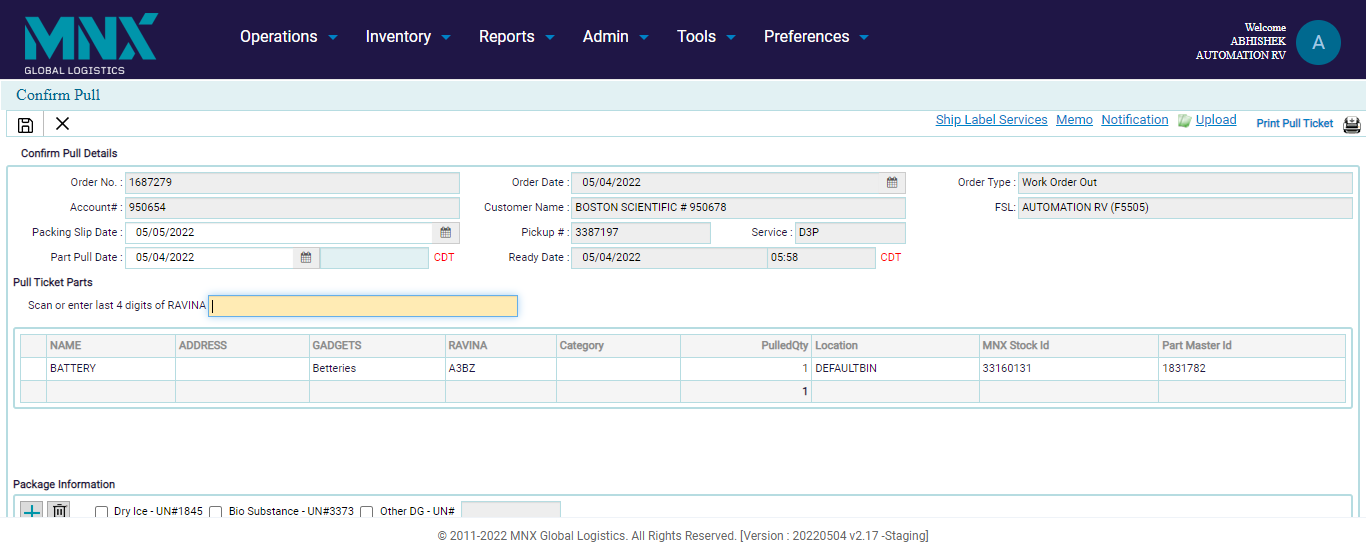 MNX
GLOBAL LOGISTICS
Operations Inventory Reports Admin Tools Preferences
Welcome
ABHISHEK
AUTOMATION RV
A
Confirm Pull
Ship Label Services Memo Notification Upload Print Pull Ticket
Confirm Pull Details
Order No. : 1687279 Order Date : 05/04/2022 Order Type : Work Order Out
Account# : 950654 Customer Name : BOSTON SCIENTIFIC # 950678 FSL: AUTOMATION RV (F5505)
Packing Slip Date : 05/05/2022 Pickup # : 3387197 Service : D3P
Part Pull Date : 05/04/2022 CDT Ready Date : 05/04/2022 05:58 CDT
Pull Ticket Parts
Scan or enter last 4 digits of RAVINA
NAME ADDRESS GADGETS RAVINA Category PulledQty Location MNX Stock Id Part Master Id
BATTERY Betteries A3BZ 1 DEFAULTBIN 33160131 1831782
1
Package Information
Dry Ice - UN#1845 Bio Substance - UN#3373 Other DG - UN#
© 2011-2022 MNX Global Logistics. All Rights Reserved. [Version : 20220504 v2.17 -Staging]